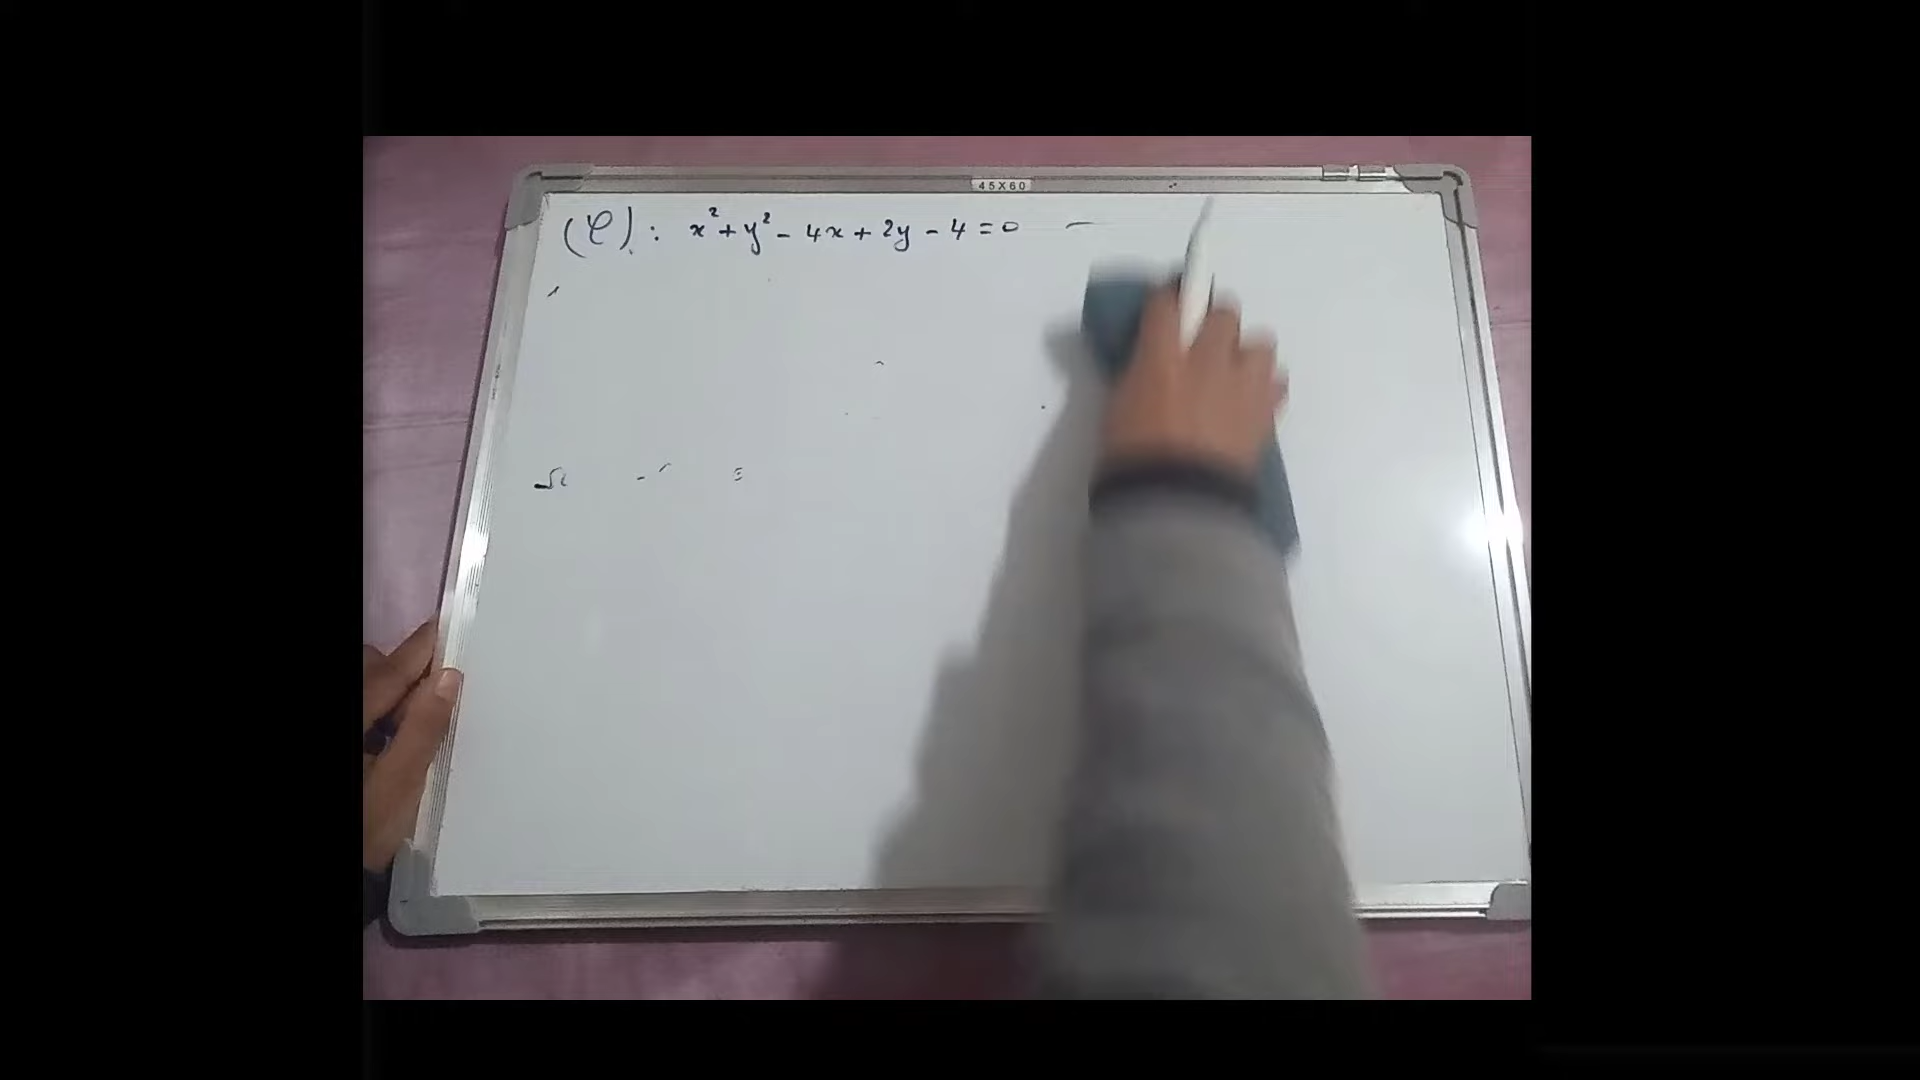 45X60
(C): x² + y² - 4x + 2y - 4 = 0